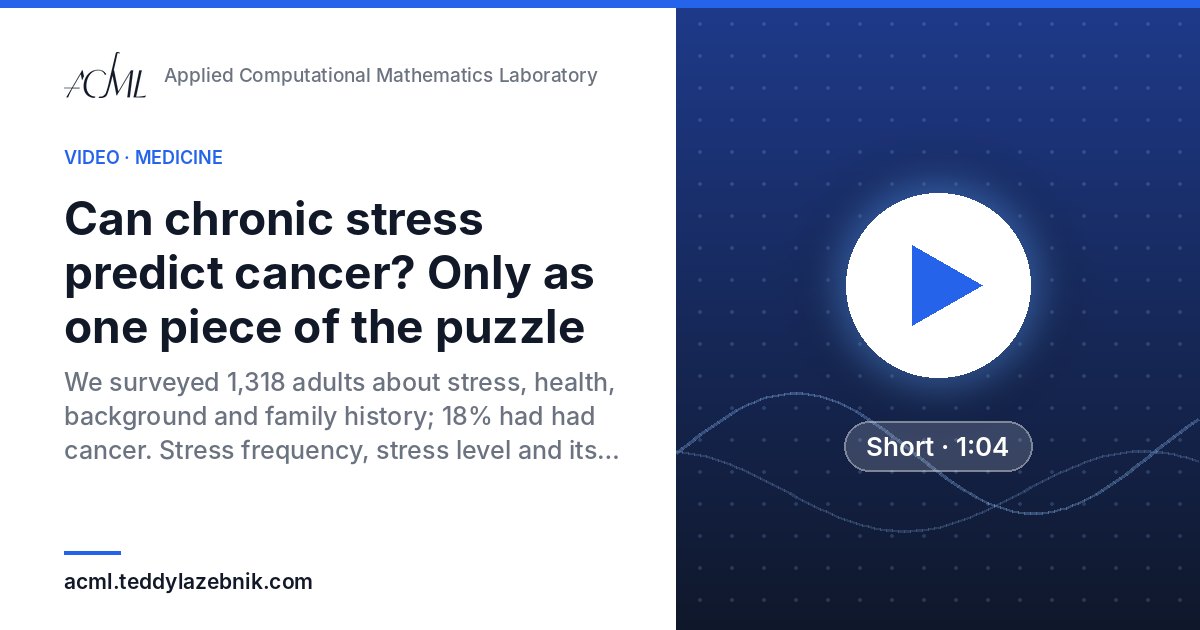 ACML
Applied Computational Mathematics Laboratory
VIDEO · MEDICINE
Can chronic stress
predict cancer? Only as
one piece of the puzzle
We surveyed 1,318 adults about stress, health,
background and family history; 18% had had
cancer. Stress frequency, stress level and its...
Short · 1:04
acml.teddylazebnik.com